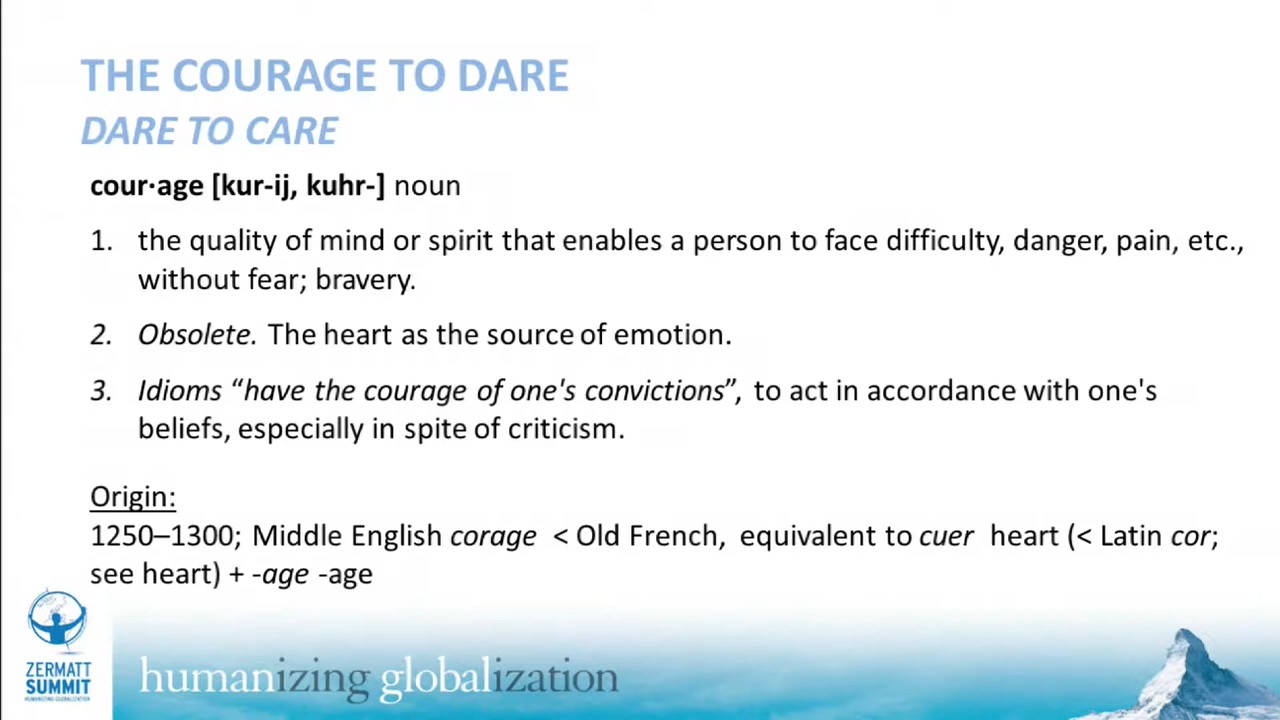 THE COURAGE TO DARE
DARE TO CARE
cour·age [kur-ij, kuhr-] noun
1. the quality of mind or spirit that enables a person to face difficulty, danger, pain, etc.,
without fear; bravery.
2. Obsolete. The heart as the source of emotion.
3. Idioms “have the courage of one's convictions”, to act in accordance with one's
beliefs, especially in spite of criticism.
Origin:
1250–1300; Middle English corage < Old French, equivalent to cuer heart (< Latin cor;
see heart) + -age -age
ZERMATT
SUMMIT
HUMANIZING GLOBALIZATION
humanizing globalization